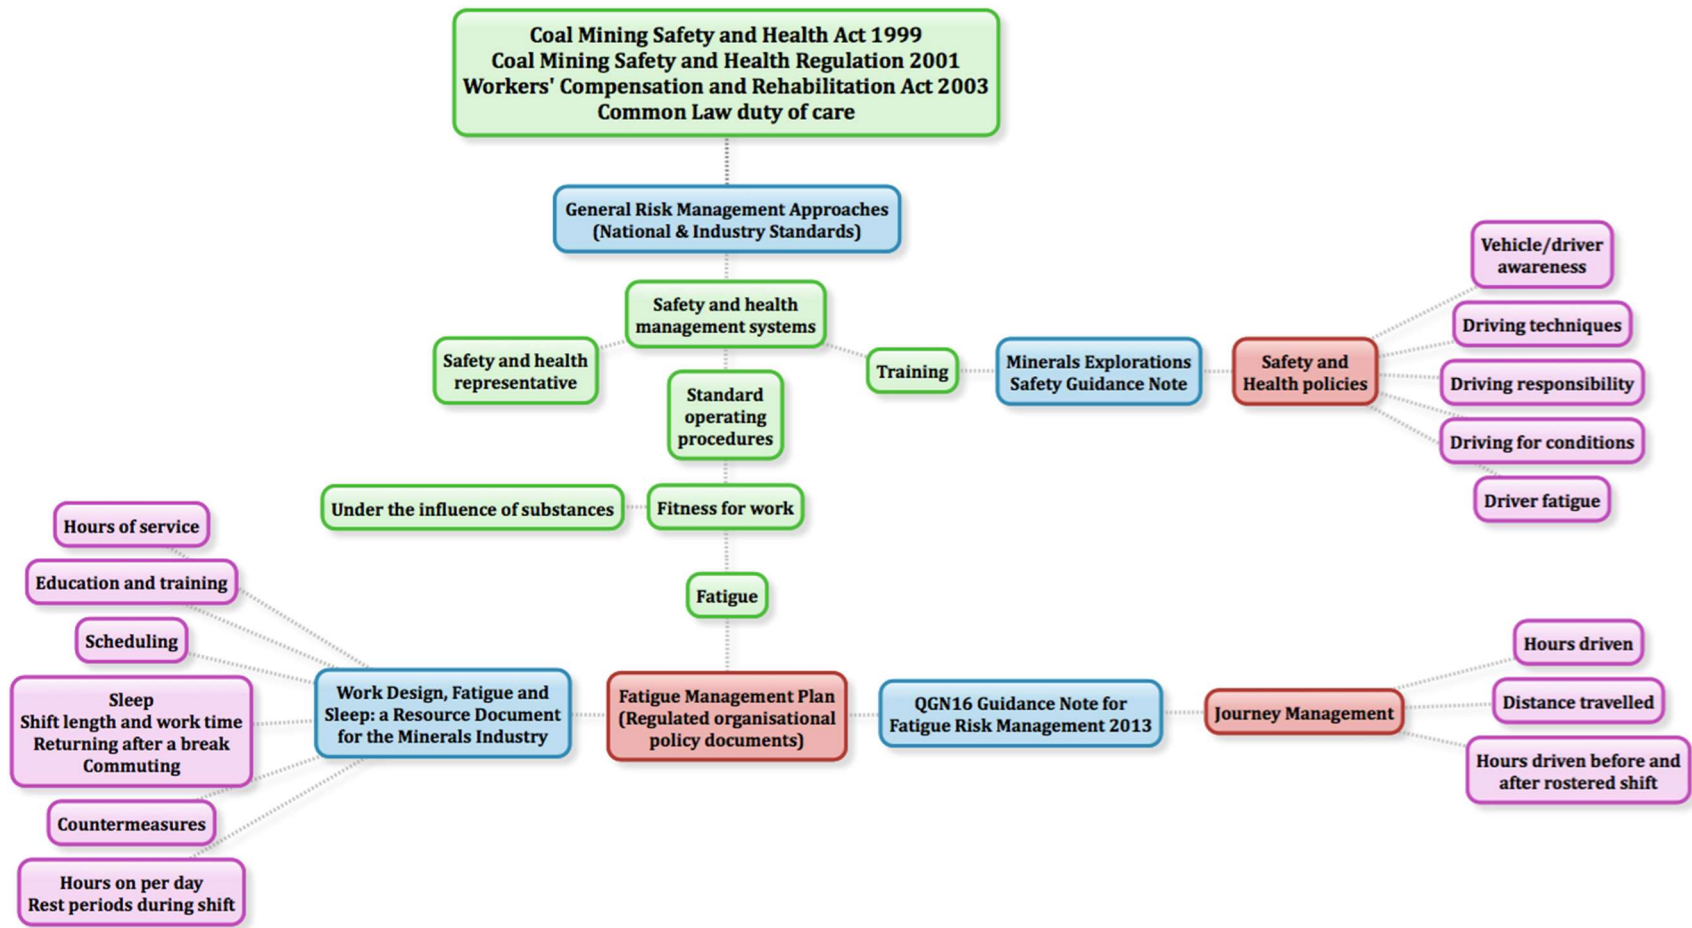 Coal Mining Safety and Health Act 1999
Coal Mining Safety and Health Regulation 2001
Workers' Compensation and Rehabilitation Act 2003
Common Law duty of care
General Risk Management Approaches
(National & Industry Standards)
Safety and health
management systems
Safety and health
representative
Standard
operating
procedures
Training
Minerals Explorations
Safety Guidance Note
Safety and
Health policies
Vehicle/driver
awareness
Driving techniques
Driving responsibility
Driving for conditions
Driver fatigue
Under the influence of substances
Fitness for work
Fatigue
Hours of service
Education and training
Scheduling
Sleep
Shift length and work time
Returning after a break
Commuting
Countermeasures
Hours on per day
Rest periods during shift
Work Design, Fatigue and
Sleep: a Resource Document
for the Minerals Industry
Fatigue Management Plan
(Regulated organisational
policy documents)
QGN16 Guidance Note for
Fatigue Risk Management 2013
Journey Management
Hours driven
Distance travelled
Hours driven before and
after rostered shift